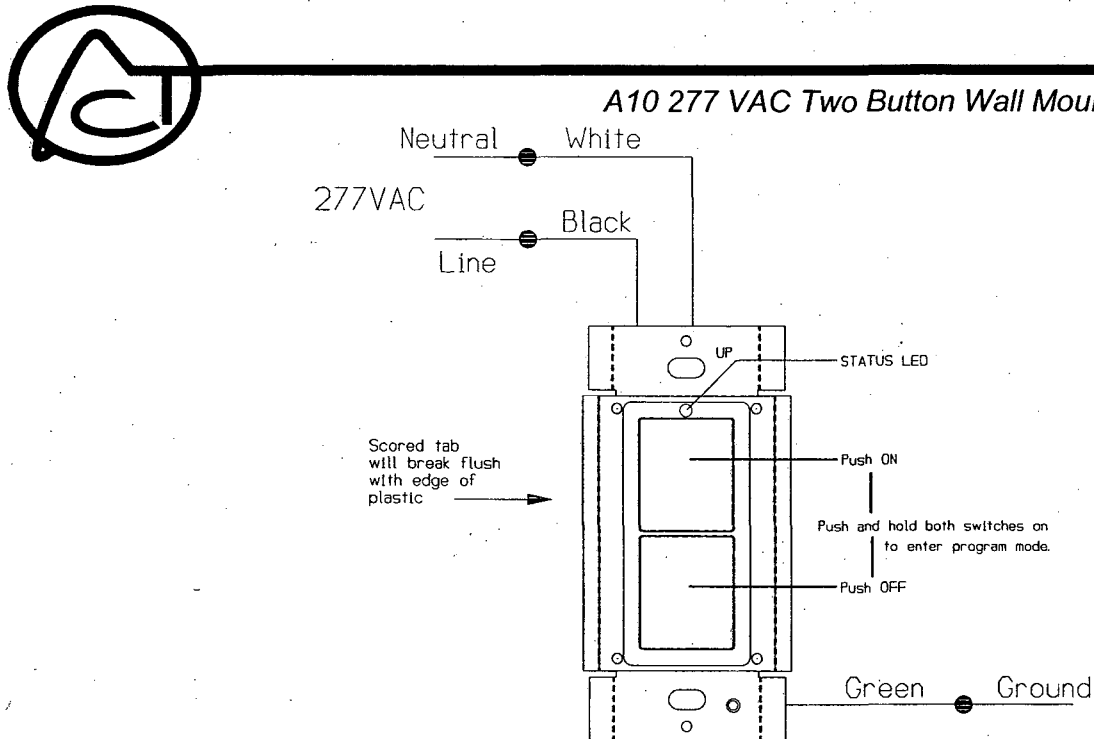 ACT
A10 277 VAC Two Button Wall
Neutral White
277VAC
Black
Line
UP
STATUS LED
Scored tab
will break flush
with edge of
plastic
Push ON
Push and hold both switches on
to enter program mode.
Push OFF
Green Ground